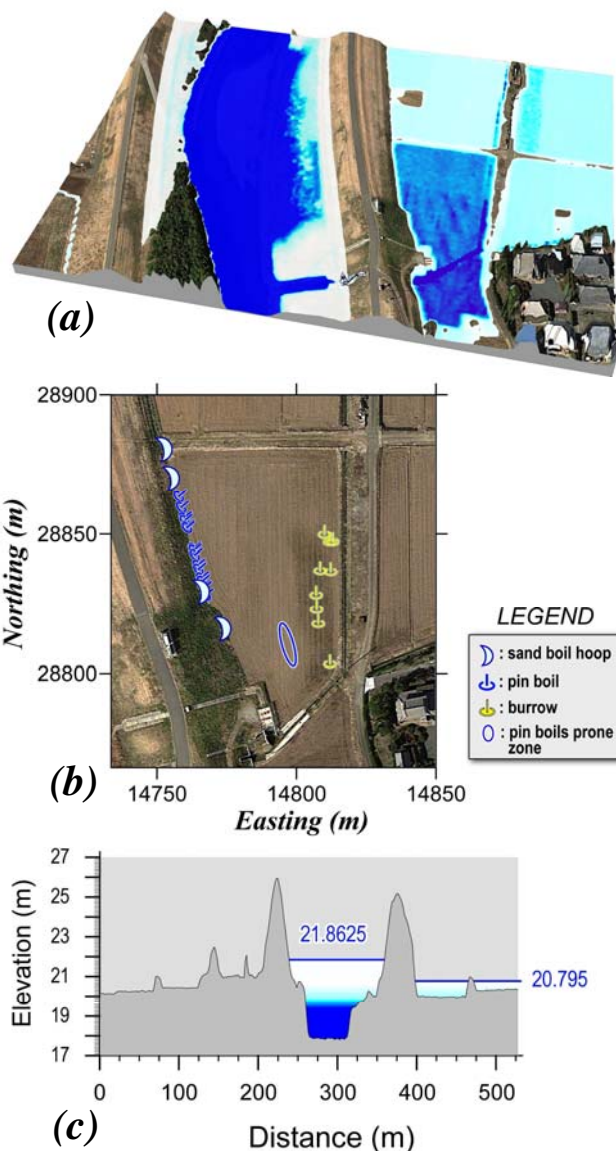 (a)
28900
28850
28800
Northing (m)
14750 14800 14850
Easting (m)
(b)
LEGEND
: sand boil hoop
: pin boil
: burrow
: pin boils prone
zone
27
25
23
21
19
17
Elevation (m)
21.8625
20.795
0 100 200 300 400 500
Distance (m)
(c)